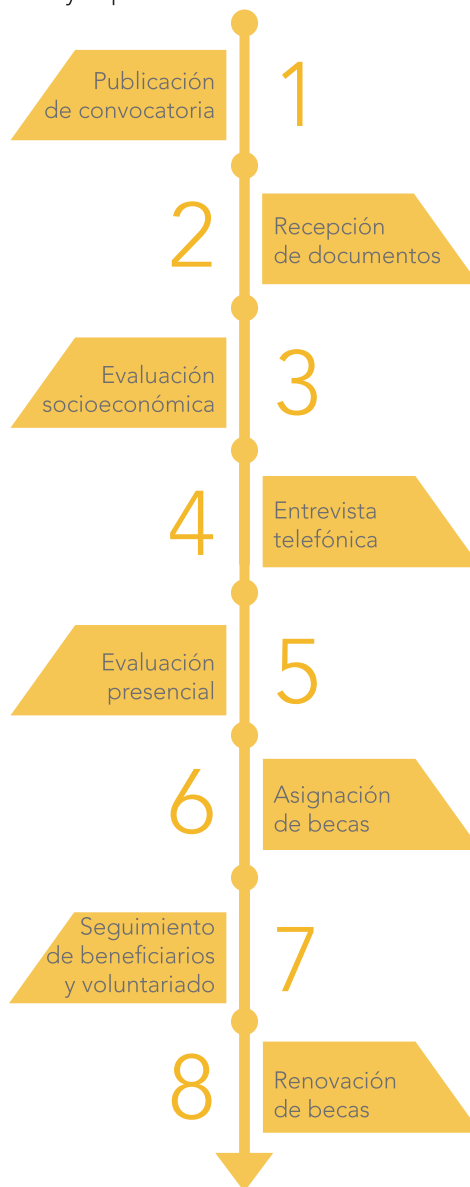 Publicación
de convocatoria
1
2
Recepción
de documentos
Evaluación
socioeconómica
3
4
Entrevista
telefónica
Evaluación
presencial
5
6
Asignación
de becas
Seguimiento
de beneficiarios
y voluntariado
7
8
Renovación
de becas